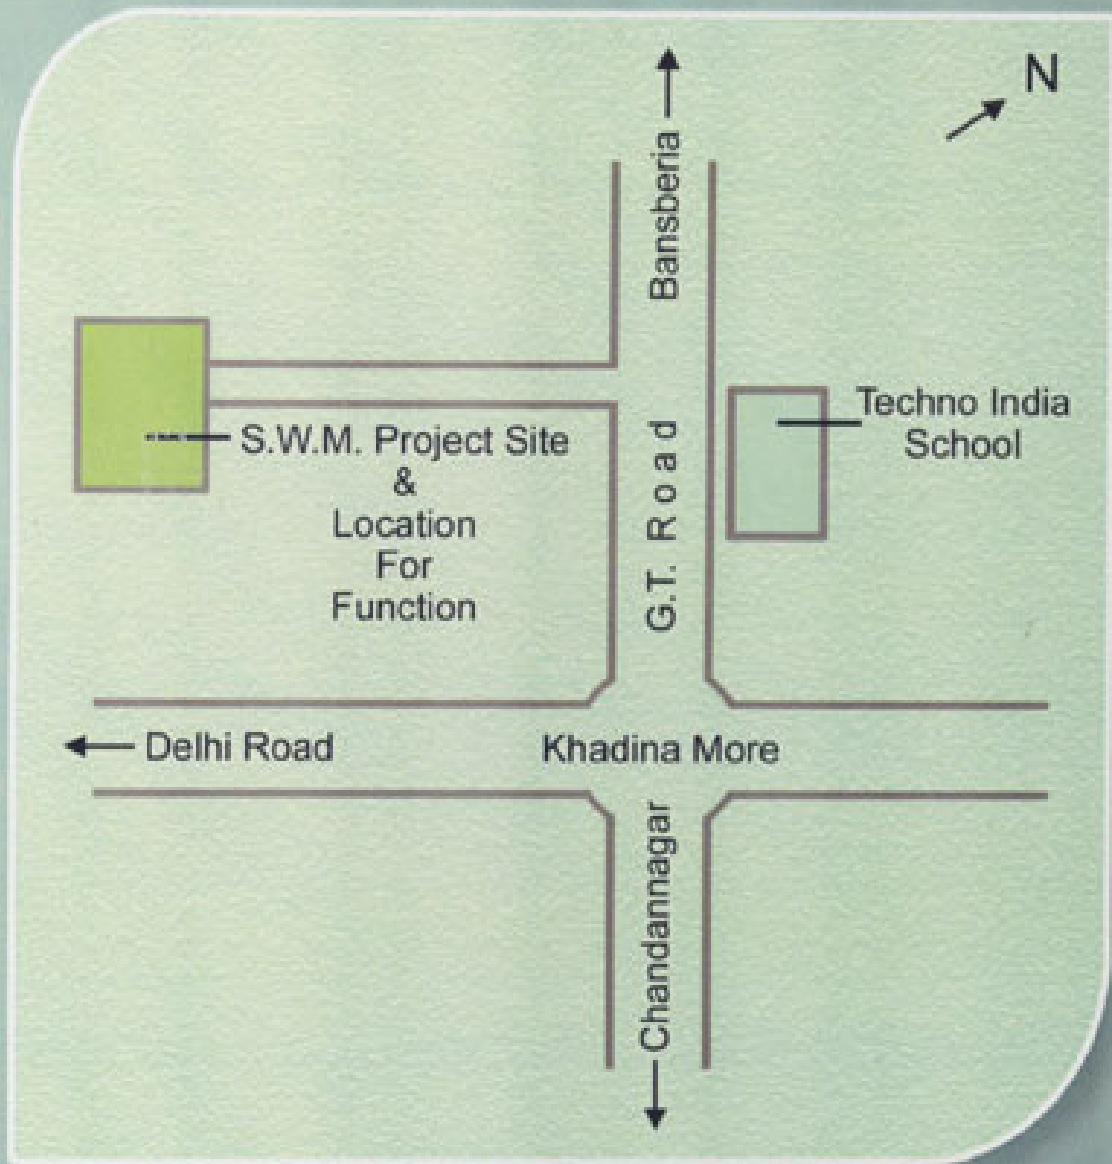 N
Bansberia
Techno India
School
S.W.M. Project Site
&
Location
For
Function
G.T. Road
Delhi Road
Khadina More
Chandannagar